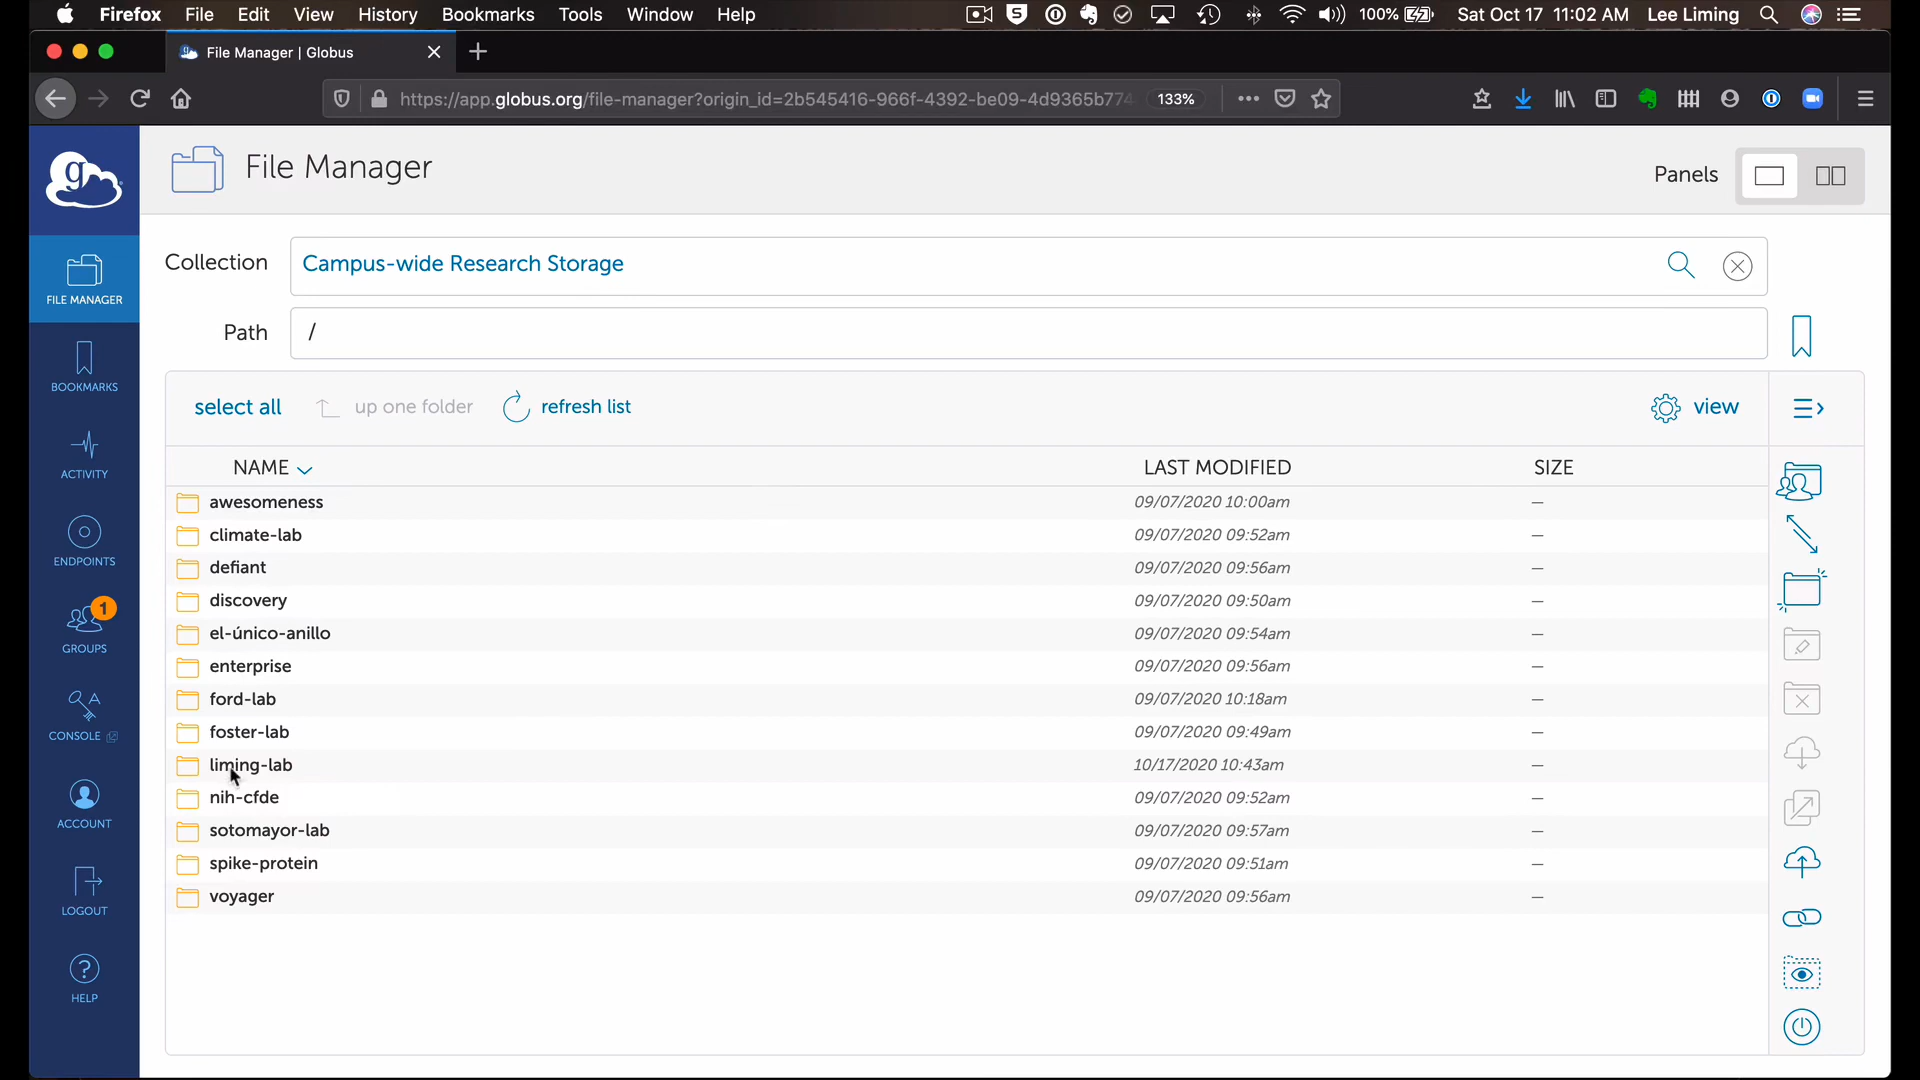 Firefox File Edit View History Bookmarks Tools Window Help 100% Sat Oct 17 11:02 AM Lee Liming
File Manager | Globus
https://app.globus.org/file-manager?origin_id=2b545416-966f-4392-be09-4d9365b774 133%
g
File Manager
Panels
FILE MANAGER
Collection Campus-wide Research Storage
Path /
BOOKMARKS
select all up one folder refresh list view
ACTIVITY
NAME LAST MODIFIED SIZE
awesomeness 09/07/2020 10:00am —
climate-lab 09/07/2020 09:52am —
ENDPOINTS
defiant 09/07/2020 09:56am —
discovery 09/07/2020 09:50am —
1
GROUPS
el-único-anillo 09/07/2020 09:54am —
enterprise 09/07/2020 09:56am —
ford-lab 09/07/2020 10:18am —
CONSOLE
foster-lab 09/07/2020 09:49am —
liming-lab 10/17/2020 10:43am —
nih-cfde 09/07/2020 09:52am —
ACCOUNT
sotomayor-lab 09/07/2020 09:57am —
spike-protein 09/07/2020 09:51am —
voyager 09/07/2020 09:56am —
LOGOUT
?
HELP